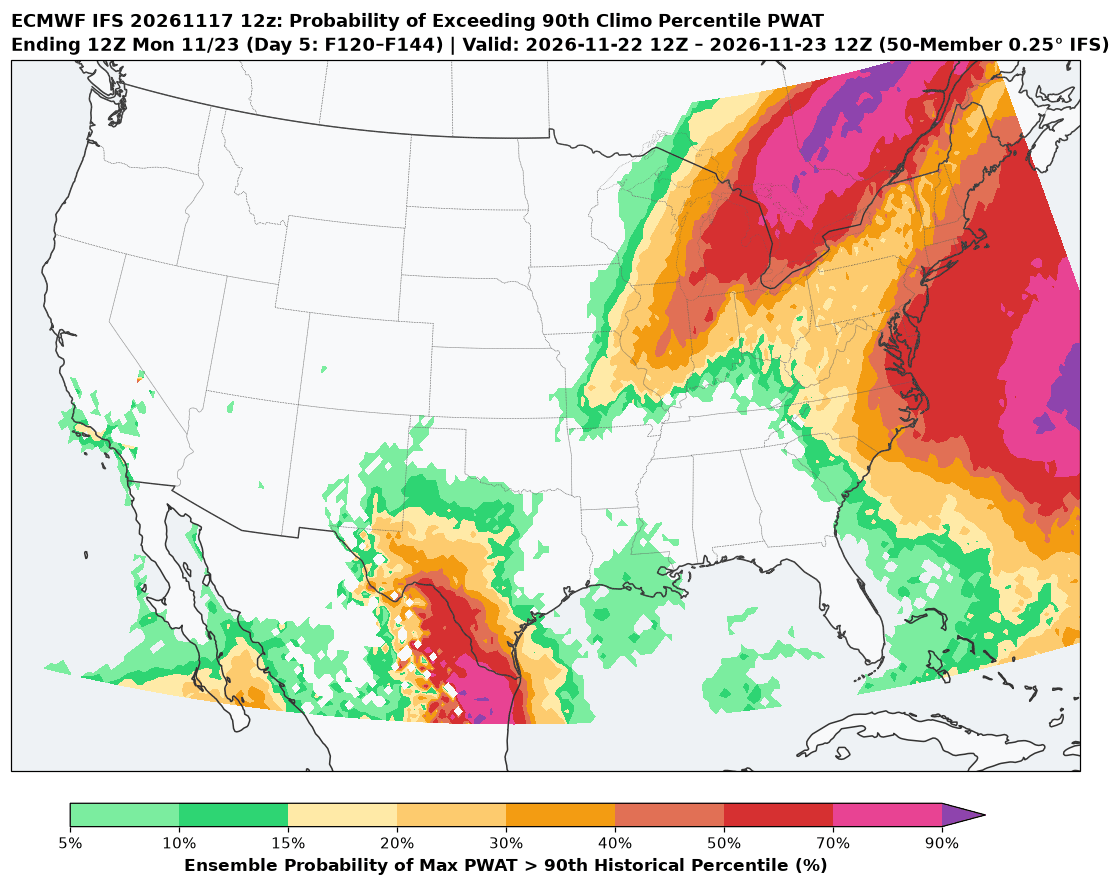 ECMWF IFS 20261117 12z: Probability of Exceeding 90th Climo Percentile PWAT
Ending 12Z Mon 11/23 (Day 5: F120–F144) | Valid: 2026-11-22 12Z – 2026-11-23 12Z (50-Member 0.25° IFS)
5% 10% 15% 20% 30% 40% 50% 70% 90%
Ensemble Probability of Max PWAT > 90th Historical Percentile (%)